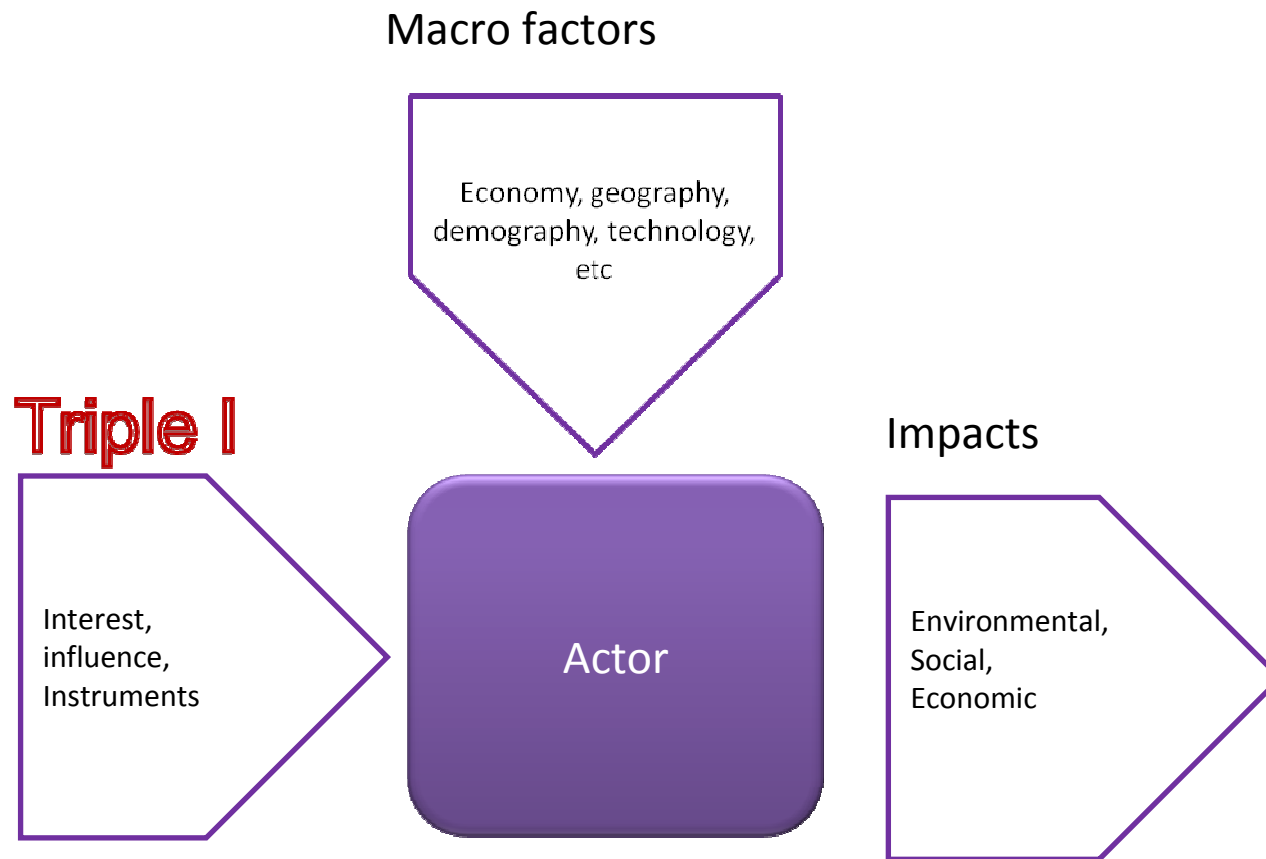 Macro factors
Economy, geography,
demography, technology,
etc
Triple I
Interest,
influence,
Instruments
Actor
Impacts
Environmental,
Social,
Economic